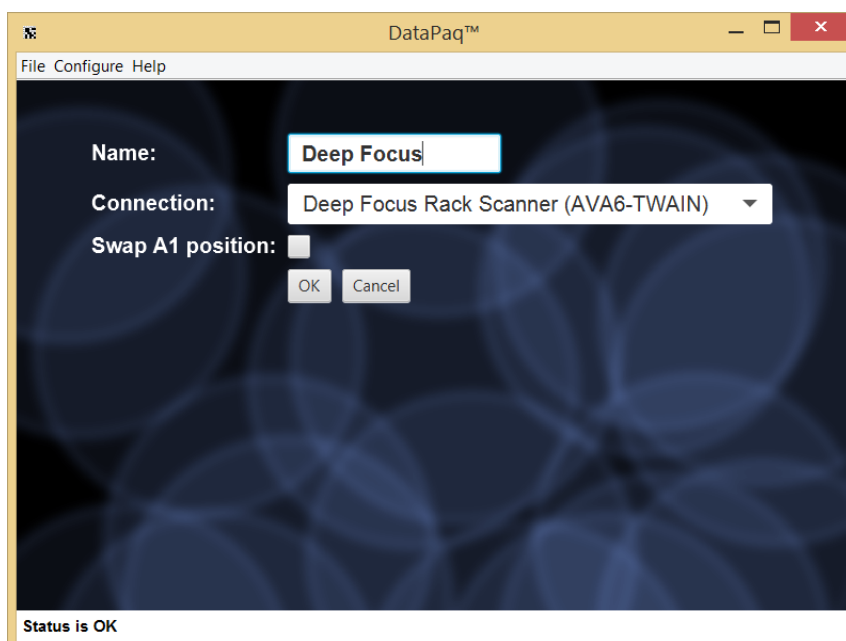 DataPaq™
File Configure Help
Name: Deep Focus
Connection: Deep Focus Rack Scanner (AVA6-TWAIN)
Swap A1 position:
OK Cancel
Status is OK